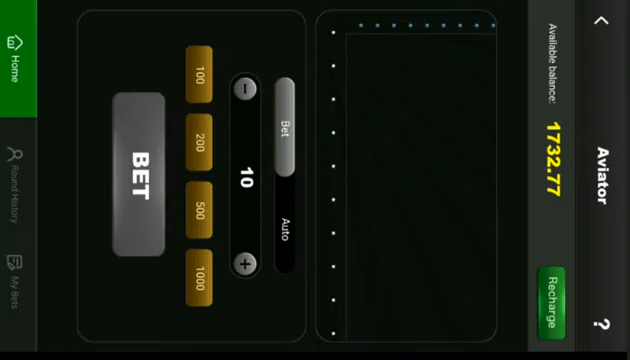 Aviator
?
Available balance:
1732.77
Recharge
Bet
Auto
10
100
200
500
1000
BET
Home
Round History
My Bets